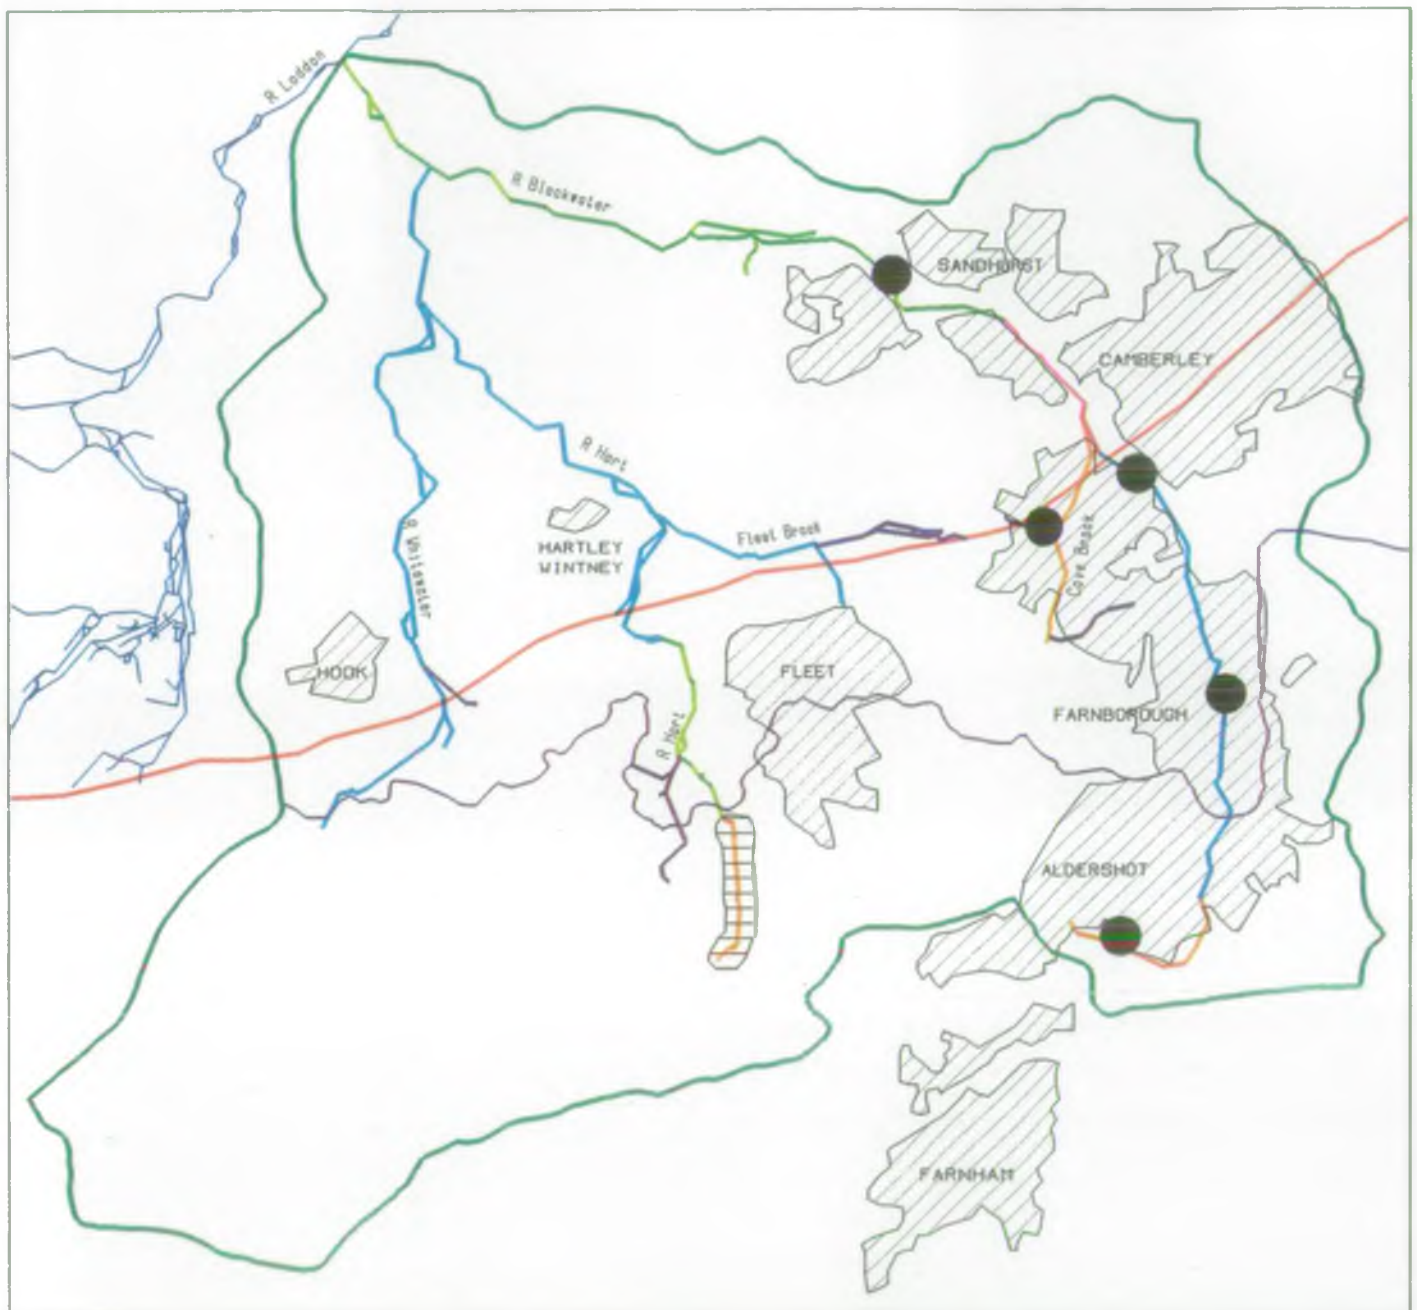 R Loddon
R Blackwater
SANDHURST
CAMBERLEY
R Hart
Fleet Brook
HARTLEY
WINTNEY
R Whitewater
Cove Brook
HOOK
FLEET
FARNBOROUGH
R Hart
ALDERSHOT
FARNHAM